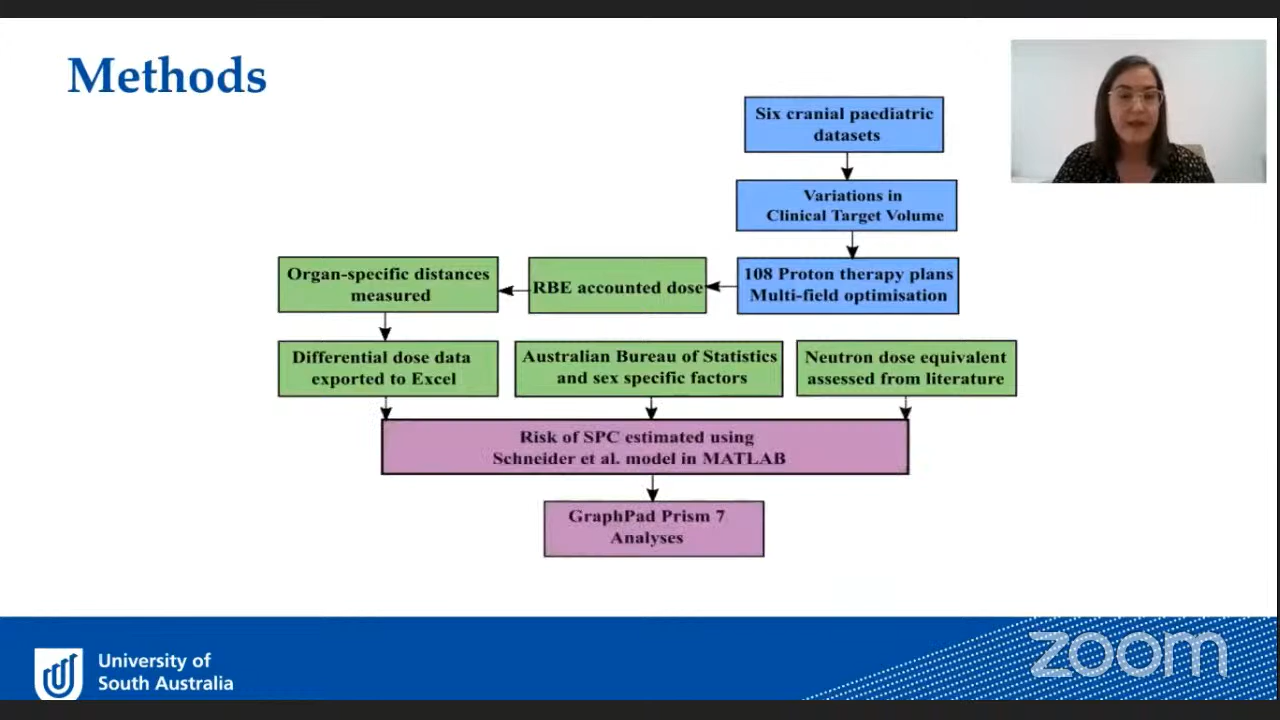 Methods
Six cranial paediatric
datasets
Variations in
Clinical Target Volume
108 Proton therapy plans
Multi-field optimisation
RBE accounted dose
Organ-specific distances
measured
Differential dose data
exported to Excel
Australian Bureau of Statistics
and sex specific factors
Neutron dose equivalent
assessed from literature
Risk of SPC estimated using
Schneider et al. model in MATLAB
GraphPad Prism 7
Analyses
University of
South Australia
zoom